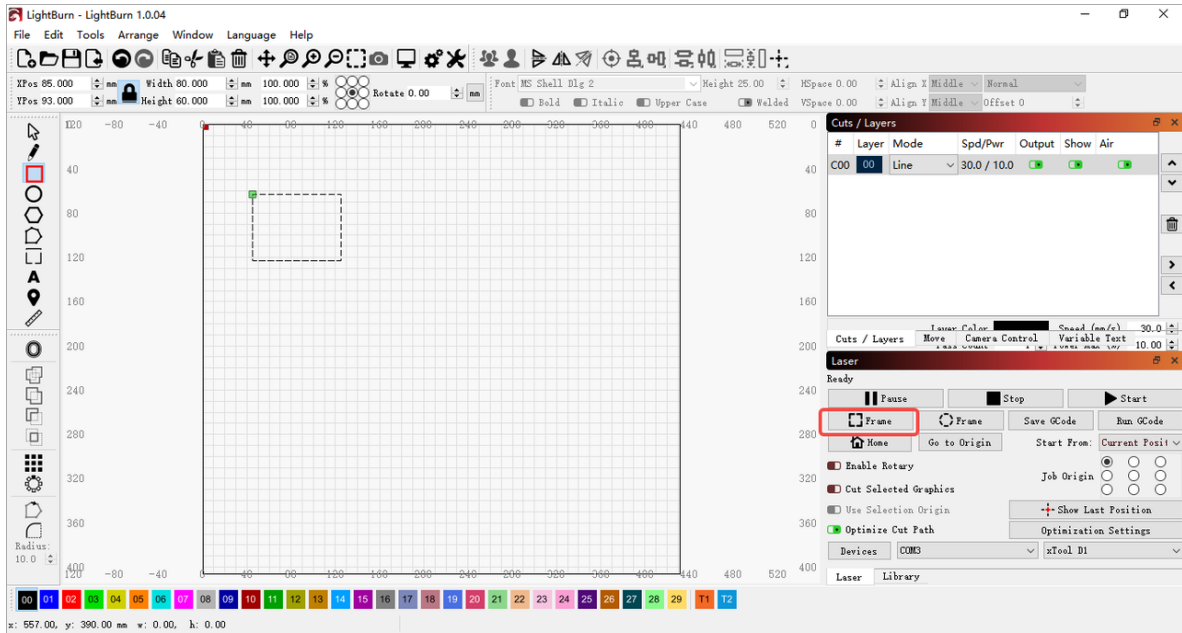 LightBurn - LightBurn 1.0.04
File Edit Tools Arrange Window Language Help
XPos 85.000 mm Width 80.000 mm 100.000 % Rotate 0.00 mm Font MS Shell Dlg 2 Height 25.00 HSpace 0.00 Align X Middle Normal
YPos 93.000 mm Height 60.000 mm 100.000 % Bold Italic Upper Case Welded VSpace 0.00 Align Y Middle Offset 0
-80 -40 0 440 480 520 0
Cuts / Layers
# Layer Mode Spd/Pwr Output Show Air
C00 00 Line 30.0 / 10.0
40 40
80 80
120 120
160 160
Layer Color Speed (mm/s) 30.0
Cuts / Layers Move Camera Control Variable Text
10.00
200 200
Laser
Ready
240 240
Pause Stop Start
Frame Frame Save GCode Run GCode
280 280
Home Go to Origin Start From: Current Posit
Enable Rotary
320 320
Job Origin
Cut Selected Graphics
Use Selection Origin Show Last Position
360 360
Optimize Cut Path Optimization Settings
Radius:
10.0
Devices COM3 xTool D1
400 400
-80 -40 0 440 480 520
Laser Library
00 01 02 03 04 05 06 07 08 09 10 11 12 13 14 15 16 17 18 19 20 21 22 23 24 25 26 27 28 29 T1 T2
x: 557.00, y: 390.00 mm w: 0.00, h: 0.00